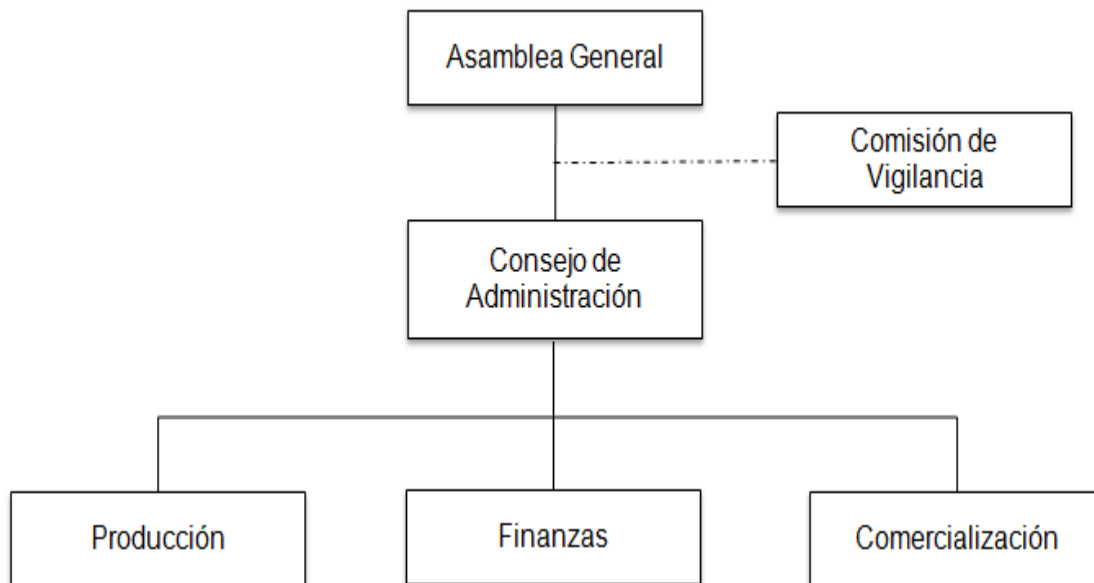 Asamblea General
Comisión de
Vigilancia
Consejo de
Administración
Producción
Finanzas
Comercialización